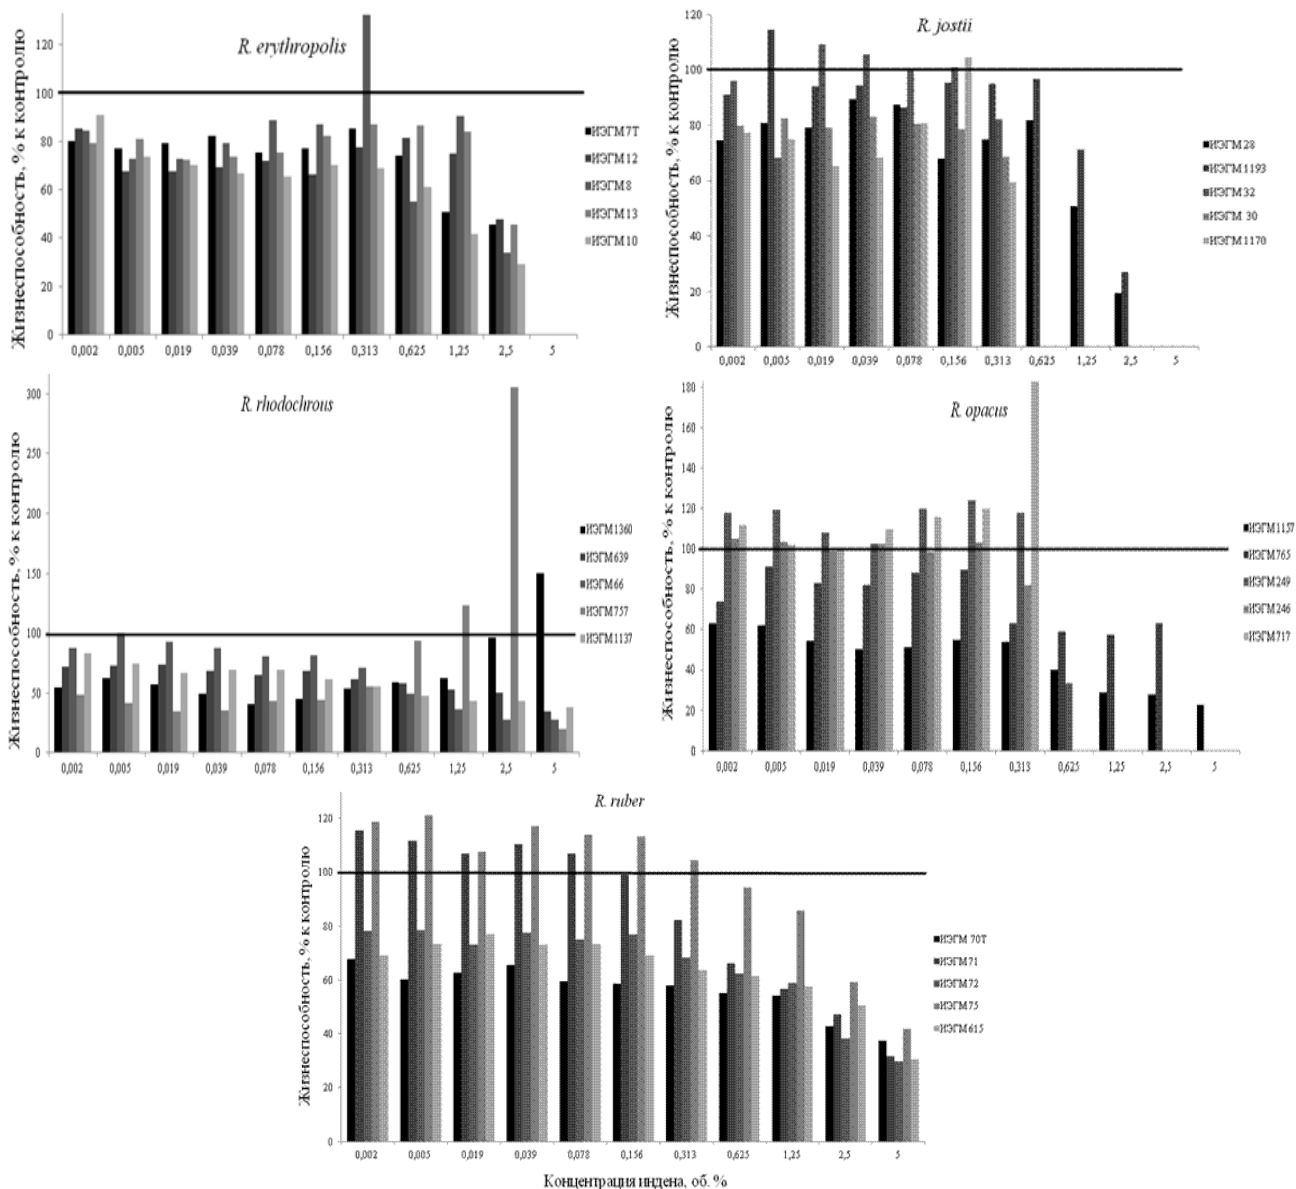 R. erythropolis
Жизнеспособность, % к контролю
120
100
80
60
40
20
0
0,002 0,005 0,019 0,039 0,078 0,156 0,313 0,625 1,25 2,5 5
ИЭГМ7Т
ИЭГМ12
ИЭГМ8
ИЭГМ13
ИЭГМ10
R. jostii
Жизнеспособность, % к контролю
120
100
80
60
40
20
0
0,002 0,005 0,019 0,039 0,078 0,156 0,313 0,625 1,25 2,5 5
ИЭГМ28
ИЭГМ1193
ИЭГМ32
ИЭГМ 30
ИЭГМ1170
R. rhodochrous
Жизнеспособность, % к контролю
300
250
200
150
100
50
0
0,002 0,005 0,019 0,039 0,078 0,156 0,313 0,625 1,25 2,5 5
ИЭГМ1360
ИЭГМ639
ИЭГМ66
ИЭГМ757
ИЭГМ1137
R. opacus
Жизнеспособность, % к контролю
180
160
140
120
100
80
60
40
20
0
0,002 0,005 0,019 0,039 0,078 0,156 0,313 0,625 1,25 2,5 5
ИЭГМ1157
ИЭГМ765
ИЭГМ249
ИЭГМ246
ИЭГМ717
R. ruber
Жизнеспособность, % к контролю
120
100
80
60
40
20
0
0,002 0,005 0,019 0,039 0,078 0,156 0,313 0,625 1,25 2,5 5
ИЭГМ 70Т
ИЭГМ71
ИЭГМ72
ИЭГМ75
ИЭГМ615
Концентрация индена, об. %